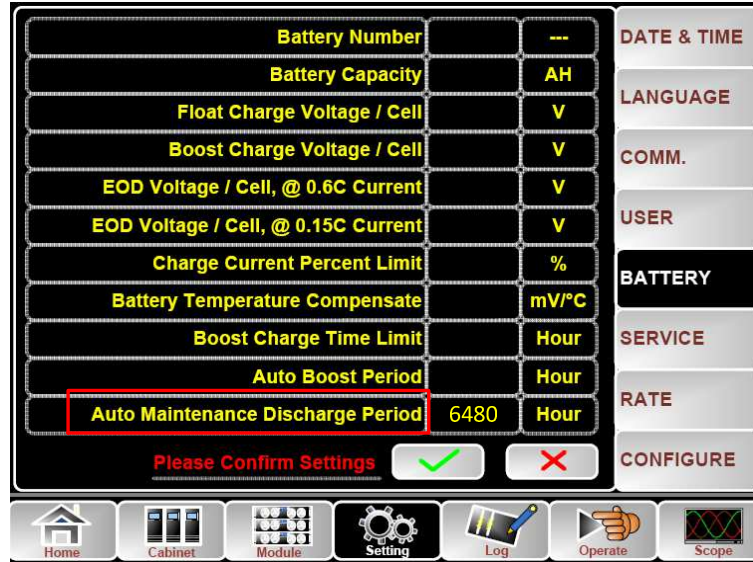 Battery Number ---
Battery Capacity AH
Float Charge Voltage / Cell V
Boost Charge Voltage / Cell V
EOD Voltage / Cell, @ 0.6C Current V
EOD Voltage / Cell, @ 0.15C Current V
Charge Current Percent Limit %
Battery Temperature Compensate mV/°C
Boost Charge Time Limit Hour
Auto Boost Period Hour
Auto Maintenance Discharge Period 6480 Hour
Please Confirm Settings
DATE & TIME
LANGUAGE
COMM.
USER
BATTERY
SERVICE
RATE
CONFIGURE
Home Cabinet Module Setting Log Operate Scope